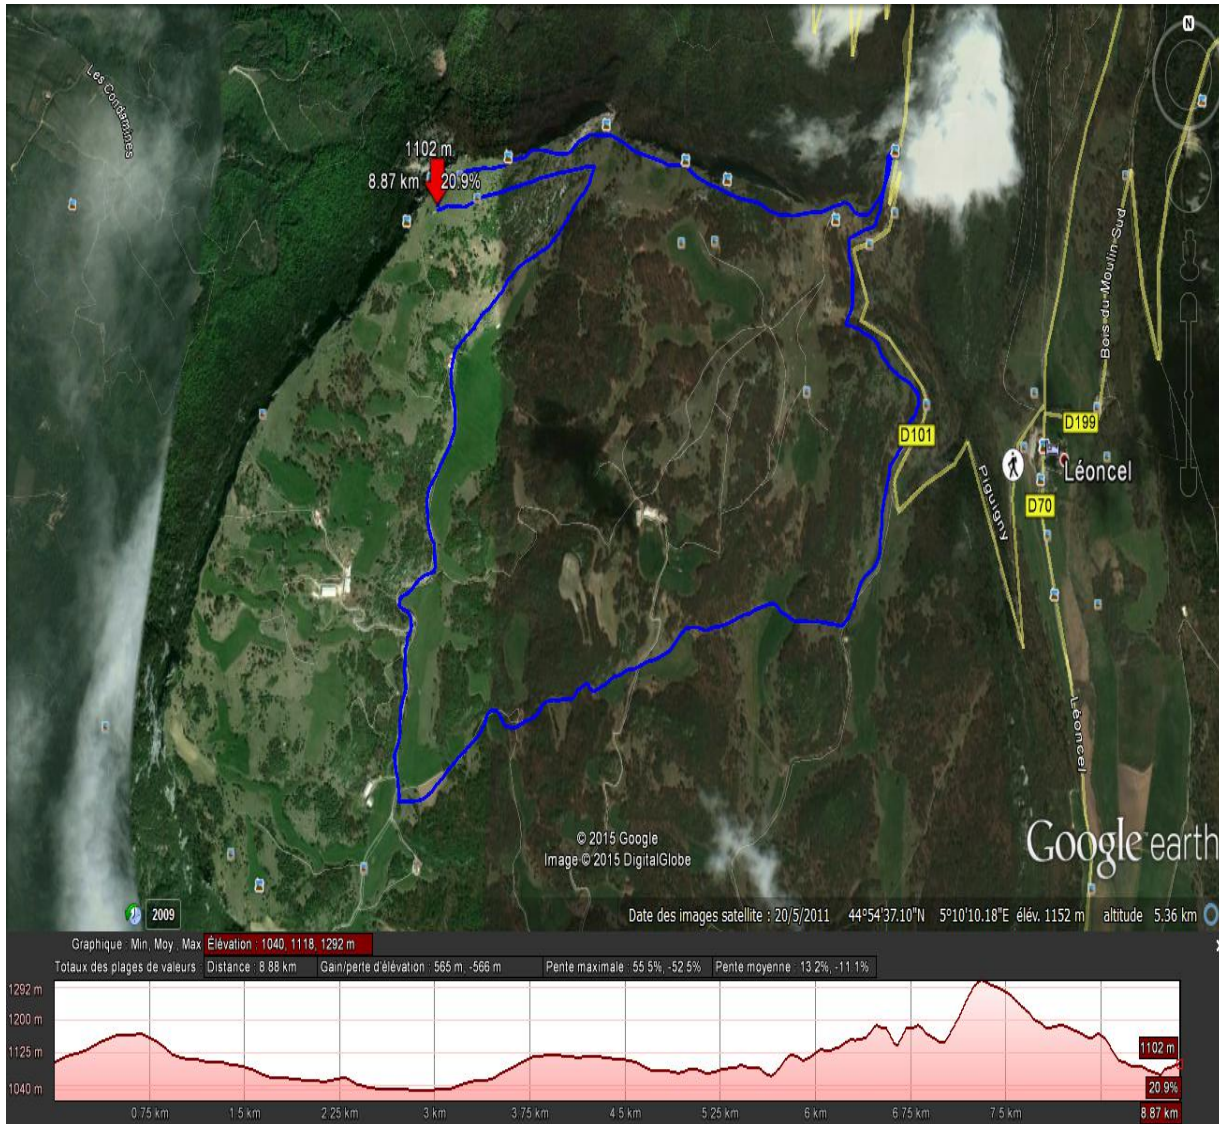 N
Les Condamines
1102 m
8.87 km 20.9%
Bois du Moulin Sud
D199
D101
Léoncel
Piguigny
D70
Léoncel
© 2015 Google
Image © 2015 DigitalGlobe
Google earth
2009
Date des images satellite : 20/5/2011 44°54'37.10"N 5°10'10.18"E élév. 1152 m altitude 5.36 km
Graphique : Min, Moy., Max Élévation : 1040, 1118, 1292 m
Totaux des plages de valeurs : Distance : 8.88 km Gain/perte d'élévation : 565 m, -566 m Pente maximale : 55.5%, -52.5% Pente moyenne : 13.2%, -11.1%
1292 m
1200 m
1125 m
1040 m
1102 m
20.9%
0.75 km 1.5 km 2.25 km 3 km 3.75 km 4.5 km 5.25 km 6 km 6.75 km 7.5 km 8.87 km